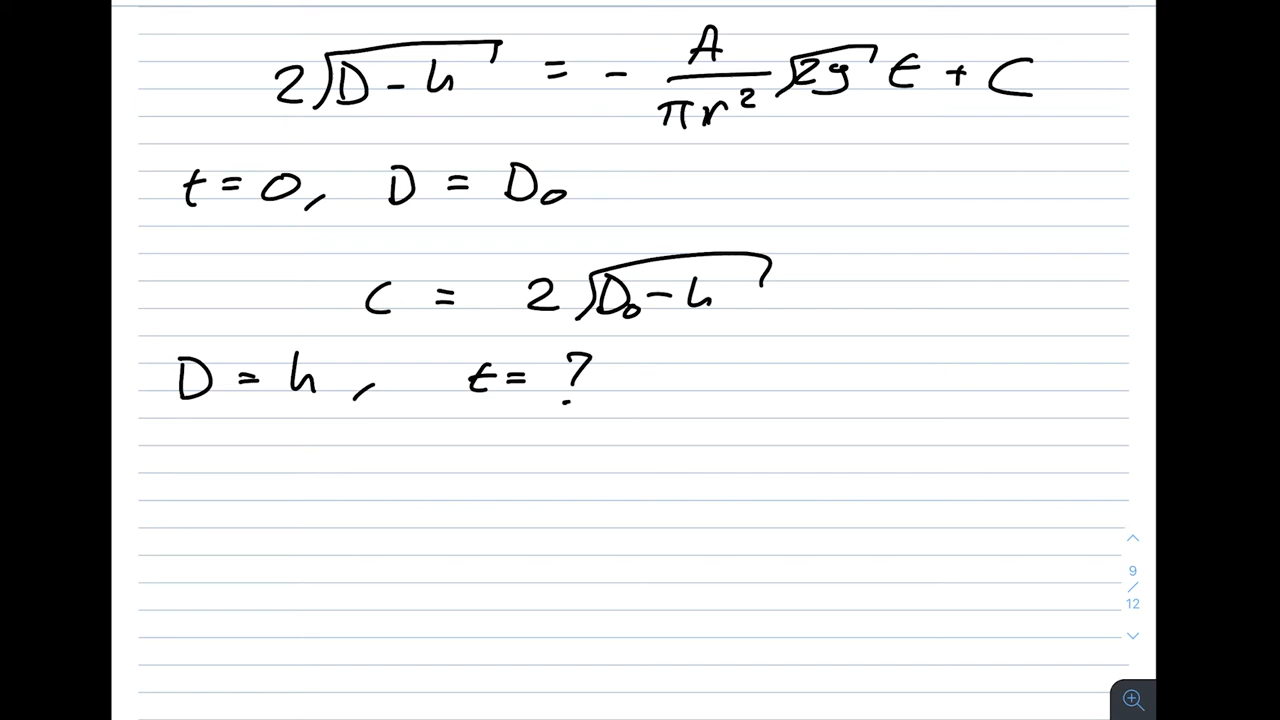 2√(D - h) = - A/(πr²) √(2g) t + C
t = 0, D = D₀
C = 2√(D₀ - h)
D = h, t = ?
9
/
12